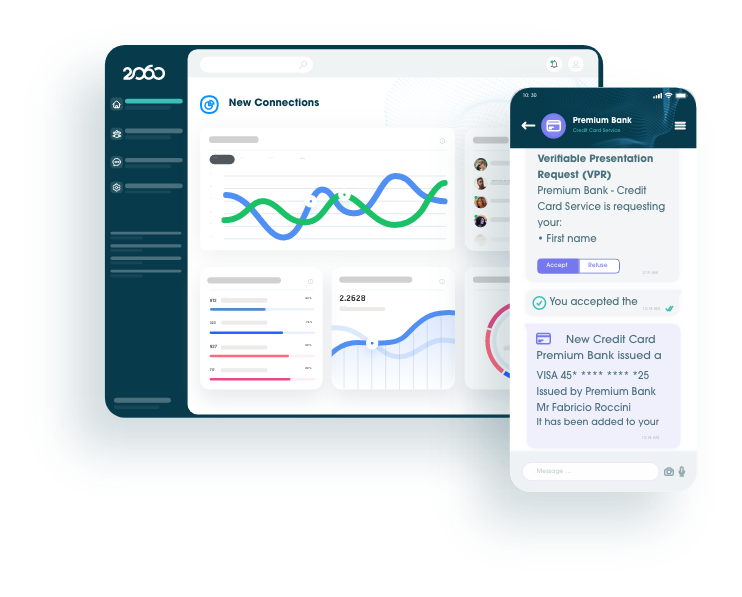 2060
New Connections
2.2628
10:30
Premium Bank
Credit Card Service
Verifiable Presentation
Request (VPR)
Premium Bank - Credit
Card Service is requesting
your:
• First name
Accept
Refuse
You accepted the
New Credit Card
Premium Bank issued a
VISA 45* **** **** *25
Issued by Premium Bank
Mr Fabricio Roccini
It has been added to your
Message ...